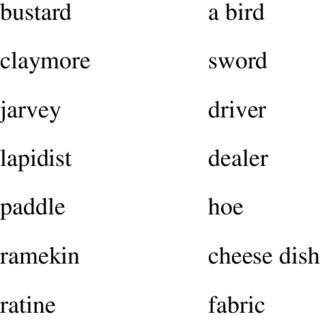 bustard a bird
claymore sword
jarvey driver
lapidist dealer
paddle hoe
ramekin cheese dish
ratine fabric